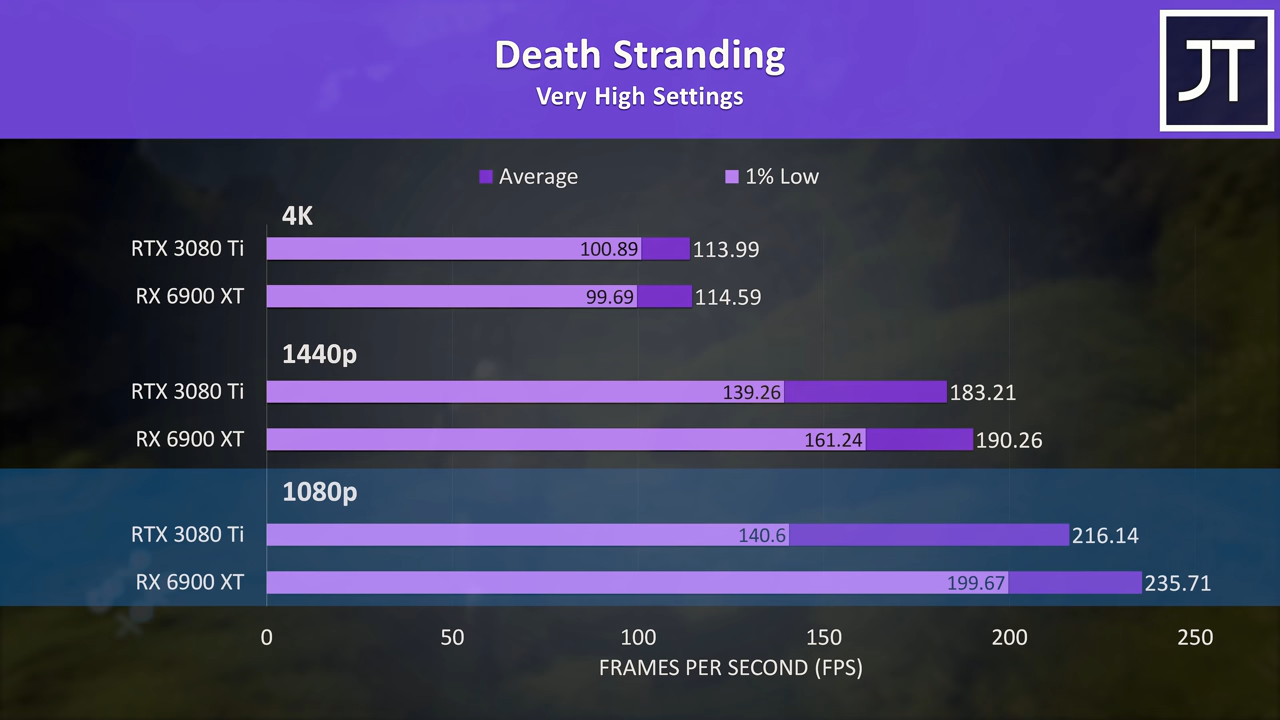 Death Stranding
Very High Settings
JT
Average
1% Low
4K
RTX 3080 Ti 100.89 113.99
RX 6900 XT 99.69 114.59
1440p
RTX 3080 Ti 139.26 183.21
RX 6900 XT 161.24 190.26
1080p
RTX 3080 Ti 140.6 216.14
RX 6900 XT 199.67 235.71
0 50 100 150 200 250
FRAMES PER SECOND (FPS)